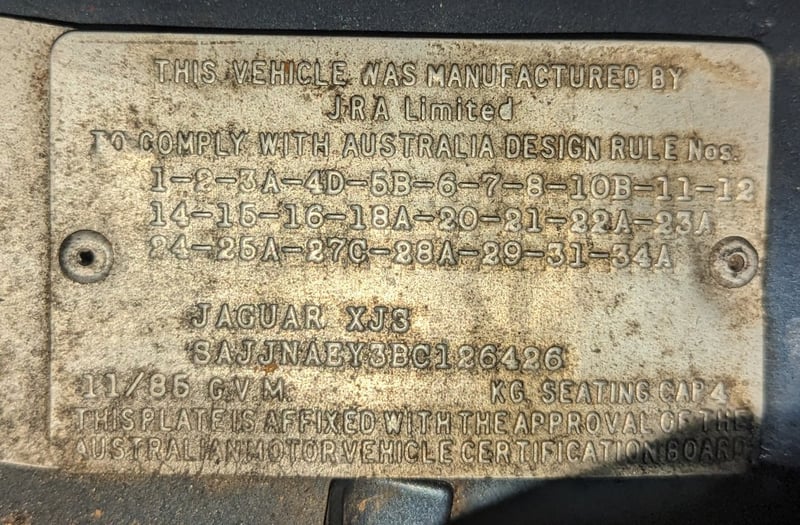 THIS VEHICLE WAS MANUFACTURED BY
JRA Limited
TO COMPLY WITH AUSTRALIA DESIGN RULE Nos.
1-2-3A-4D-5B-6-7-8-10B-11-12
14-15-16-18A-20-21-22A-23A
24-25A-27C-28A-29-31-34A
JAGUAR XJS
SAJJNAEY3BC126426
11/85 G.V.M. KG. SEATING CAP 4
THIS PLATE IS AFFIXED WITH THE APPROVAL OF THE
AUSTRALIAN MOTOR VEHICLE CERTIFICATION BOARD